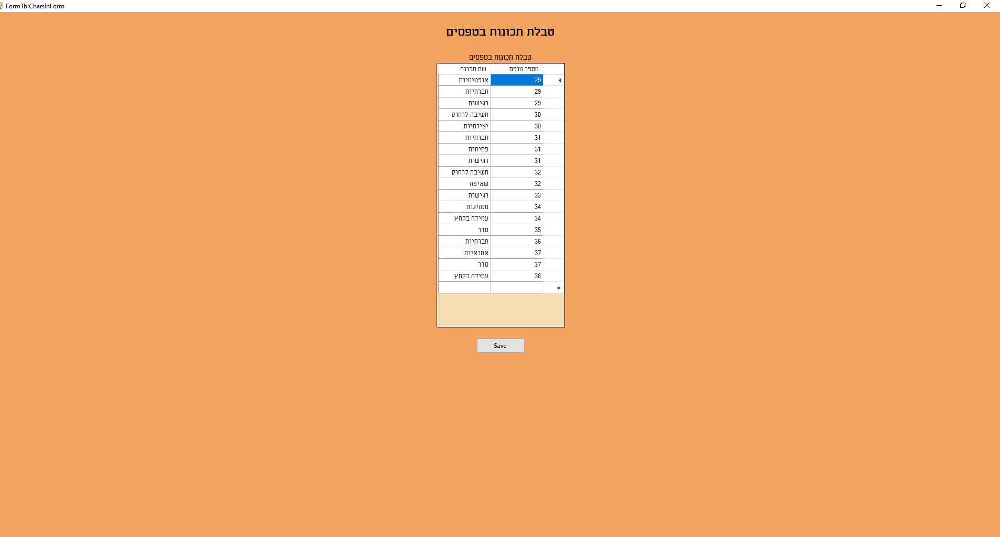 FormTblCharsInForm
טבלת תכונות בטפסים
טבלת תכונות בטפסים
מספר טופס שם תכונה
29 אופטימיות
29 חברתיות
29 רגישות
30 חשיבה לרחוק
30 יצירתיות
31 חברתיות
31 פתיחות
31 רגישות
32 חשיבה לרחוק
32 שאיפה
33 רגישות
34 מנהיגות
34 עמידה בלחץ
35 סדר
36 חברתיות
37 אחראיות
37 סדר
38 עמידה בלחץ
Save